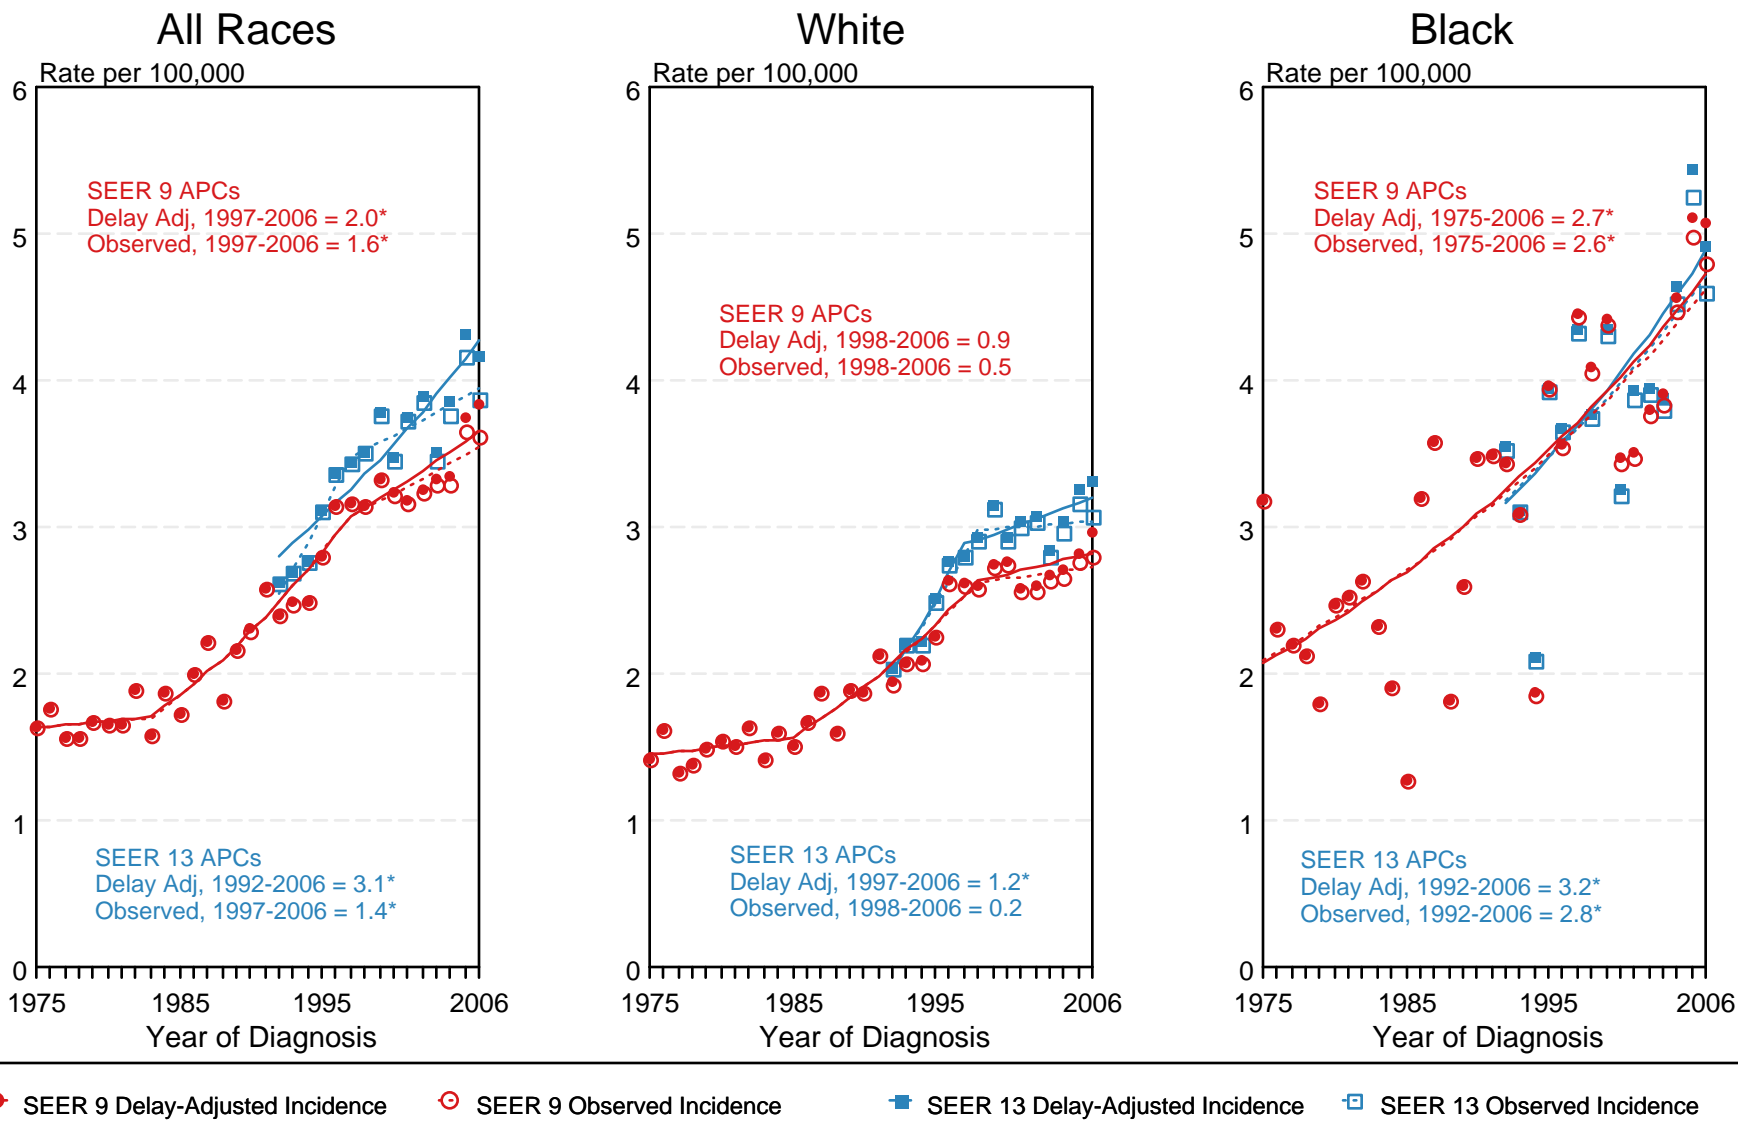 All Races
Rate per 100,000
6
5
4
3
2
1
0
SEER 9 APCs
Delay Adj, 1997-2006 = 2.0*
Observed, 1997-2006 = 1.6*
SEER 13 APCs
Delay Adj, 1992-2006 = 3.1*
Observed, 1997-2006 = 1.4*
1975 1985 1995 2006
Year of Diagnosis
White
Rate per 100,000
6
5
4
3
2
1
0
SEER 9 APCs
Delay Adj, 1998-2006 = 0.9
Observed, 1998-2006 = 0.5
SEER 13 APCs
Delay Adj, 1997-2006 = 1.2*
Observed, 1998-2006 = 0.2
1975 1985 1995 2006
Year of Diagnosis
Black
Rate per 100,000
6
5
4
3
2
1
0
SEER 9 APCs
Delay Adj, 1975-2006 = 2.7*
Observed, 1975-2006 = 2.6*
SEER 13 APCs
Delay Adj, 1992-2006 = 3.2*
Observed, 1992-2006 = 2.8*
1975 1985 1995 2006
Year of Diagnosis
SEER 9 Delay-Adjusted Incidence SEER 9 Observed Incidence SEER 13 Delay-Adjusted Incidence SEER 13 Observed Incidence